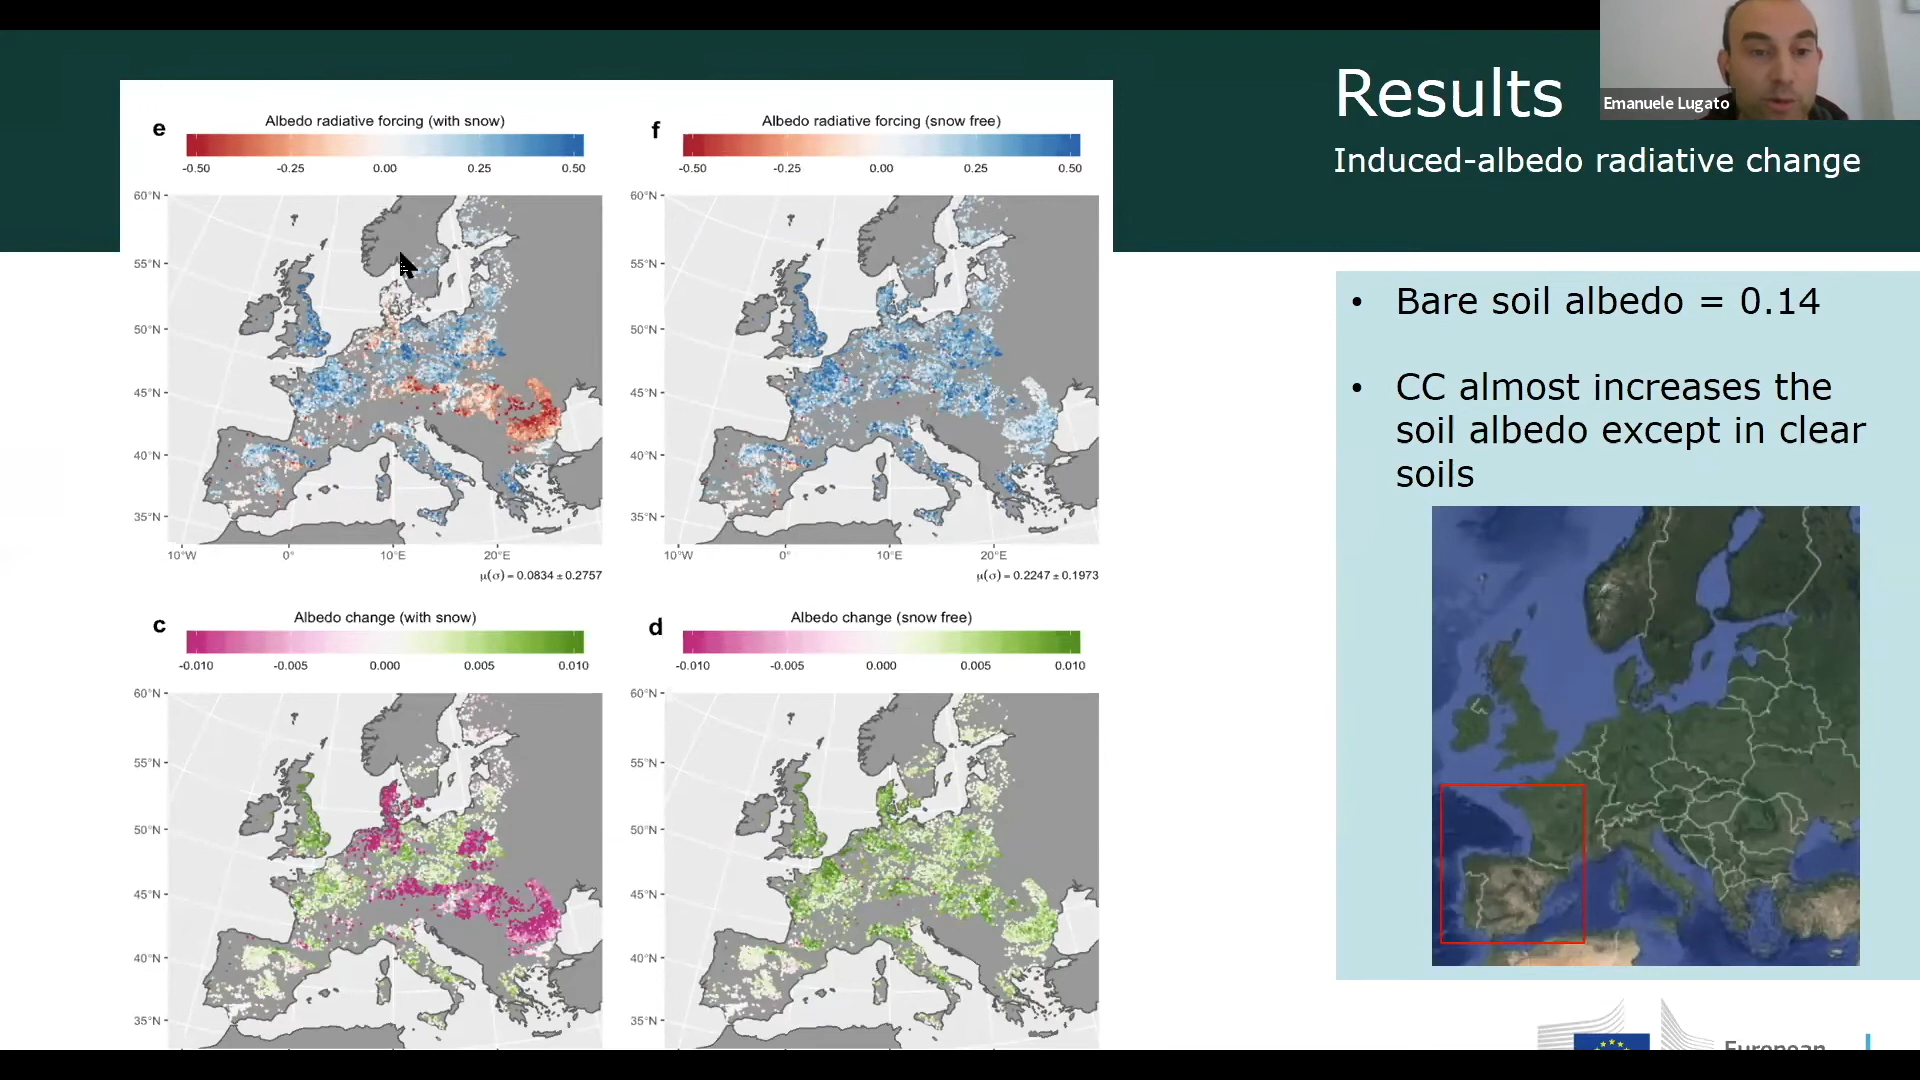 Results
Emanuele Lugato
Induced-albedo radiative change
e
Albedo radiative forcing (with snow)
-0.50 -0.25 0.00 0.25 0.50
60°N
55°N
50°N
45°N
40°N
35°N
10°W 0° 10°E 20°E
μ(σ) = 0.0834 ± 0.2757
f
Albedo radiative forcing (snow free)
-0.50 -0.25 0.00 0.25 0.50
60°N
55°N
50°N
45°N
40°N
35°N
10°W 0° 10°E 20°E
μ(σ) = 0.2247 ± 0.1973
c
Albedo change (with snow)
-0.010 -0.005 0.000 0.005 0.010
60°N
55°N
50°N
45°N
40°N
35°N
d
Albedo change (snow free)
-0.010 -0.005 0.000 0.005 0.010
60°N
55°N
50°N
45°N
40°N
35°N
• Bare soil albedo = 0.14
• CC almost increases the
soil albedo except in clear
soils
European